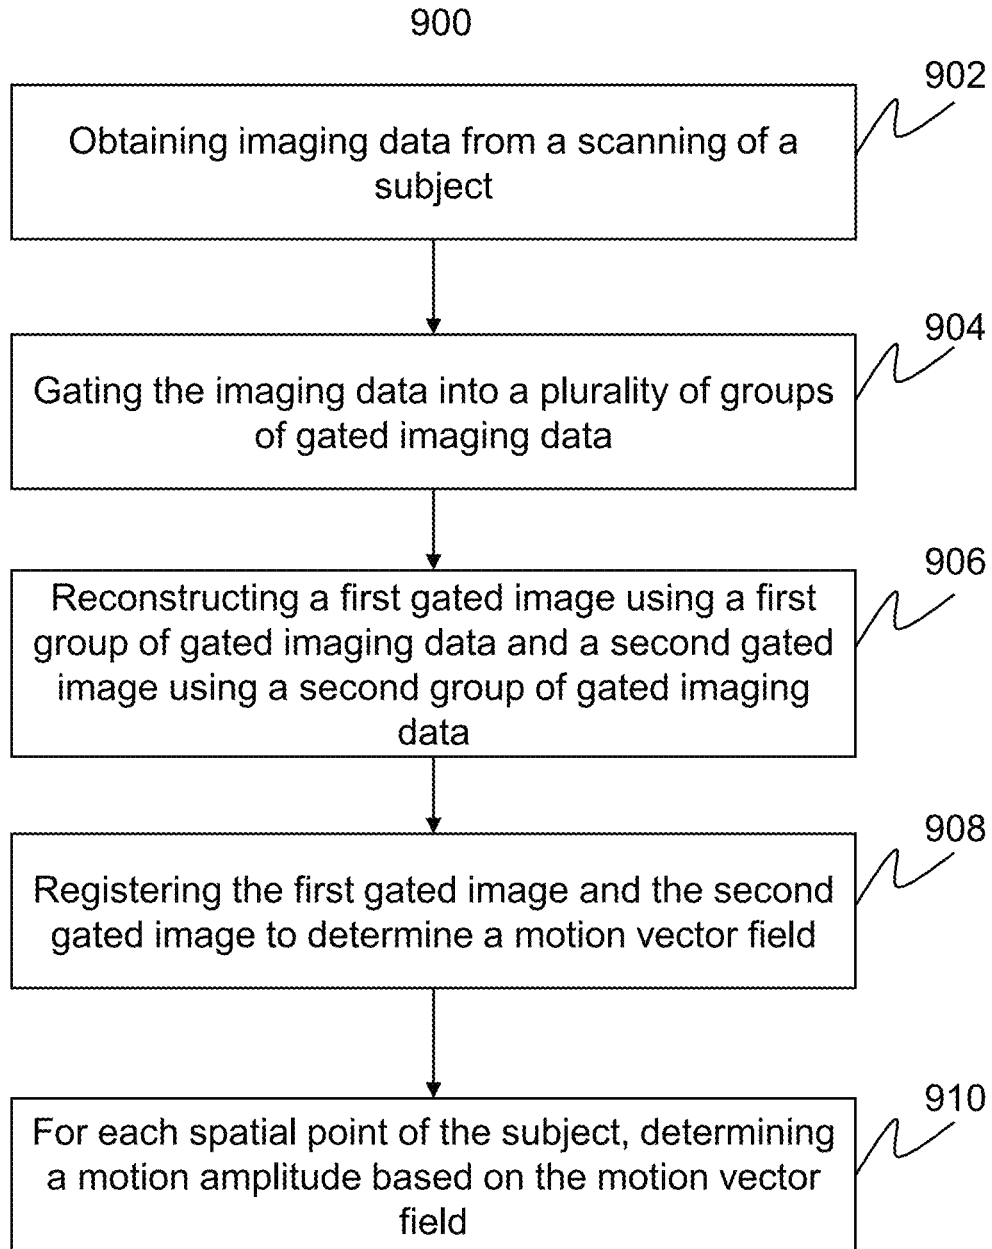 900
902
Obtaining imaging data from a scanning of a
subject
904
Gating the imaging data into a plurality of groups
of gated imaging data
906
Reconstructing a first gated image using a first
group of gated imaging data and a second gated
image using a second group of gated imaging
data
908
Registering the first gated image and the second
gated image to determine a motion vector field
910
For each spatial point of the subject, determining
a motion amplitude based on the motion vector
field